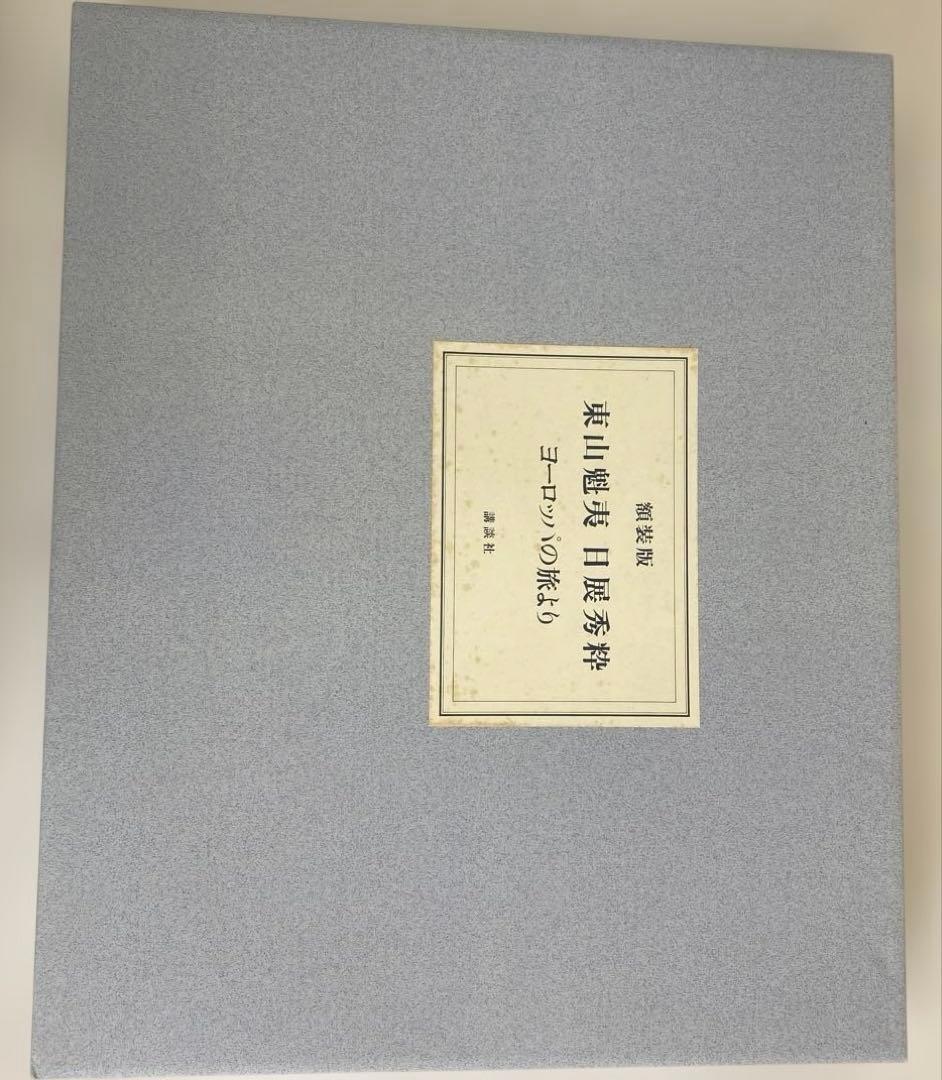 額装版
東山魁夷 日展秀粋
ヨーロッパの旅より
講談社